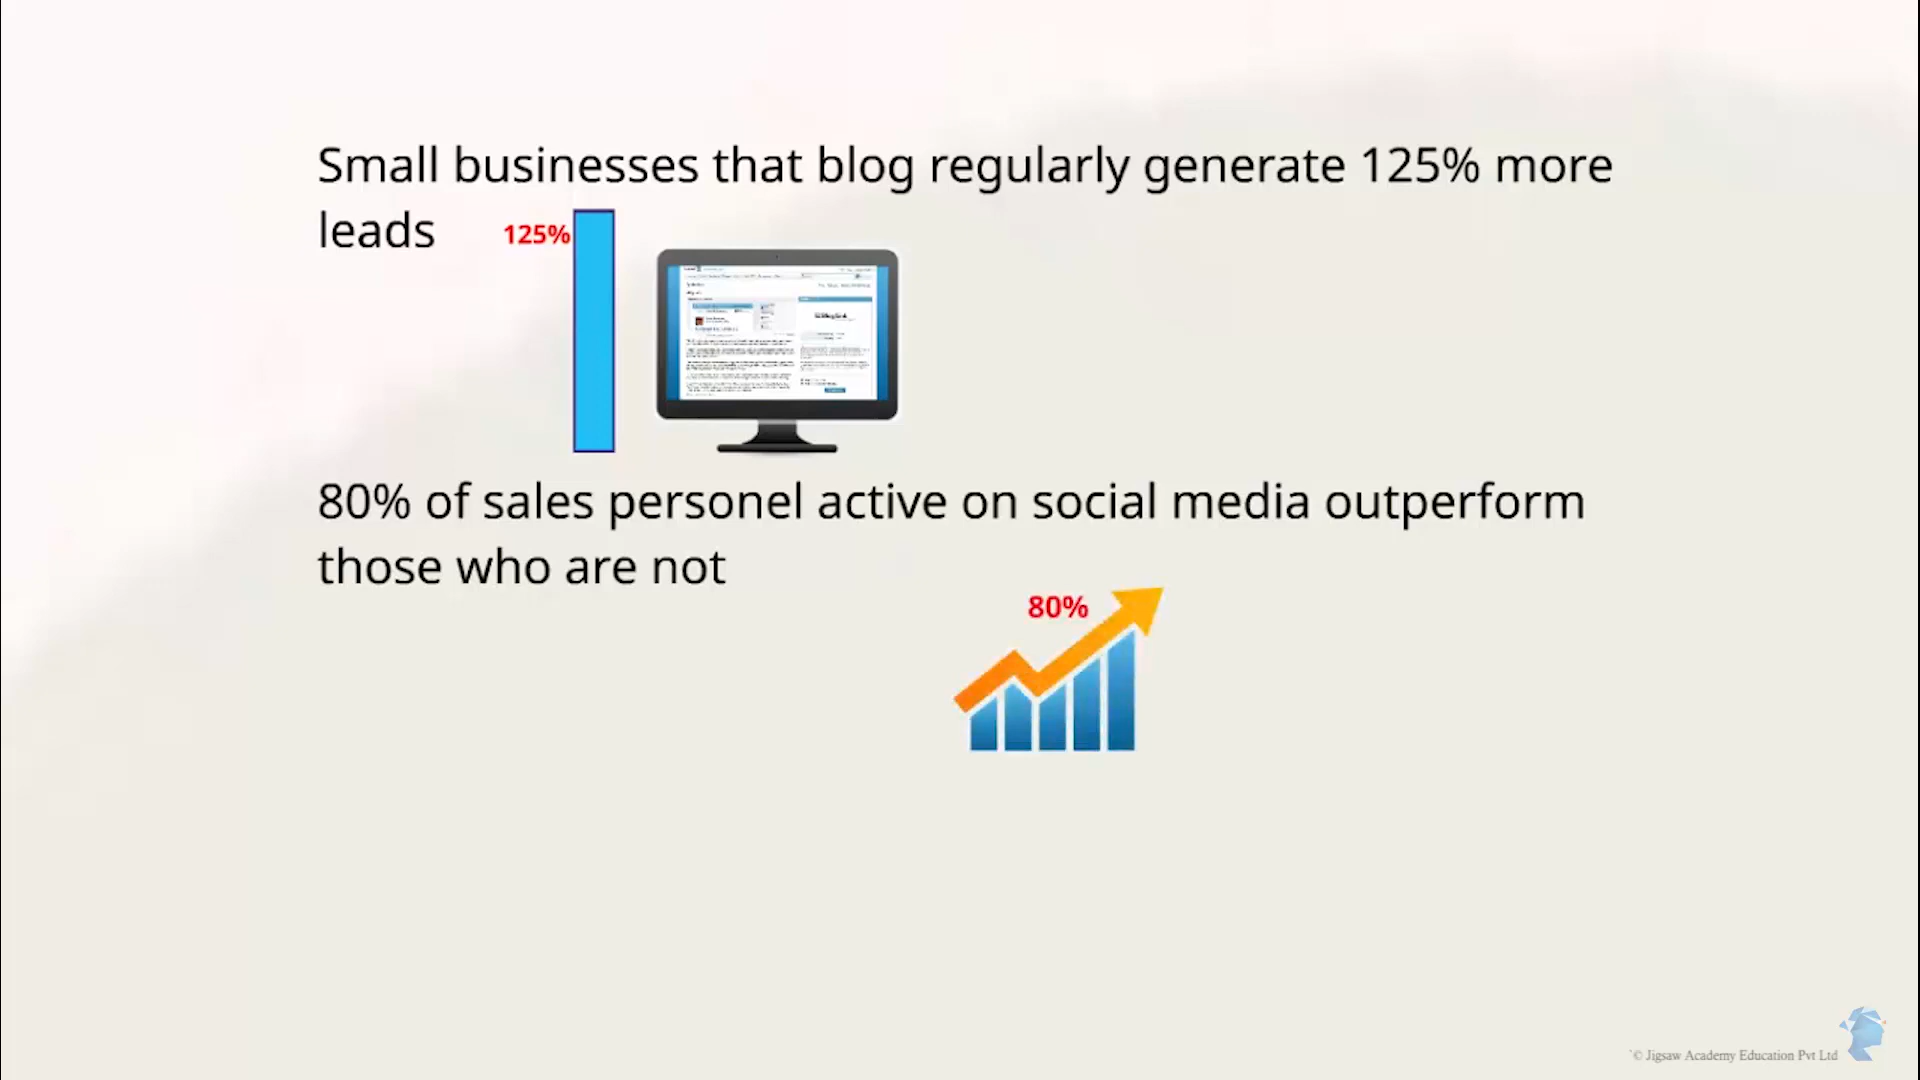 Small businesses that blog regularly generate 125% more
leads
125%
80% of sales personel active on social media outperform
those who are not
80%
© Jigsaw Academy Education Pvt Ltd